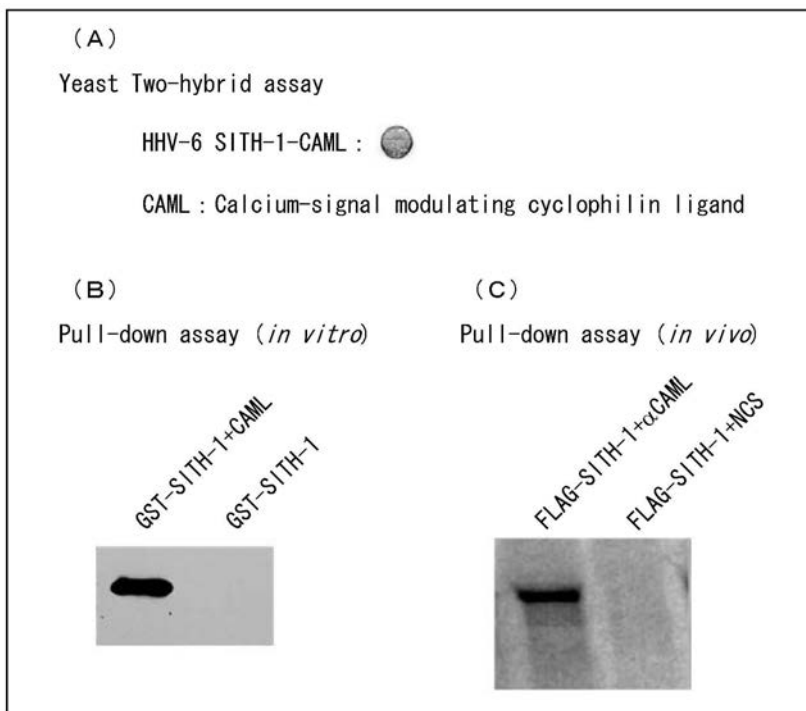 (A)
Yeast Two-hybrid assay
HHV-6 SITH-1-CAML :
CAML : Calcium-signal modulating cyclophilin ligand
(B)
Pull-down assay (in vitro)
GST-SITH-1+CAML
GST-SITH-1
(C)
Pull-down assay (in vivo)
FLAG-SITH-1+αCAML
FLAG-SITH-1+NCS